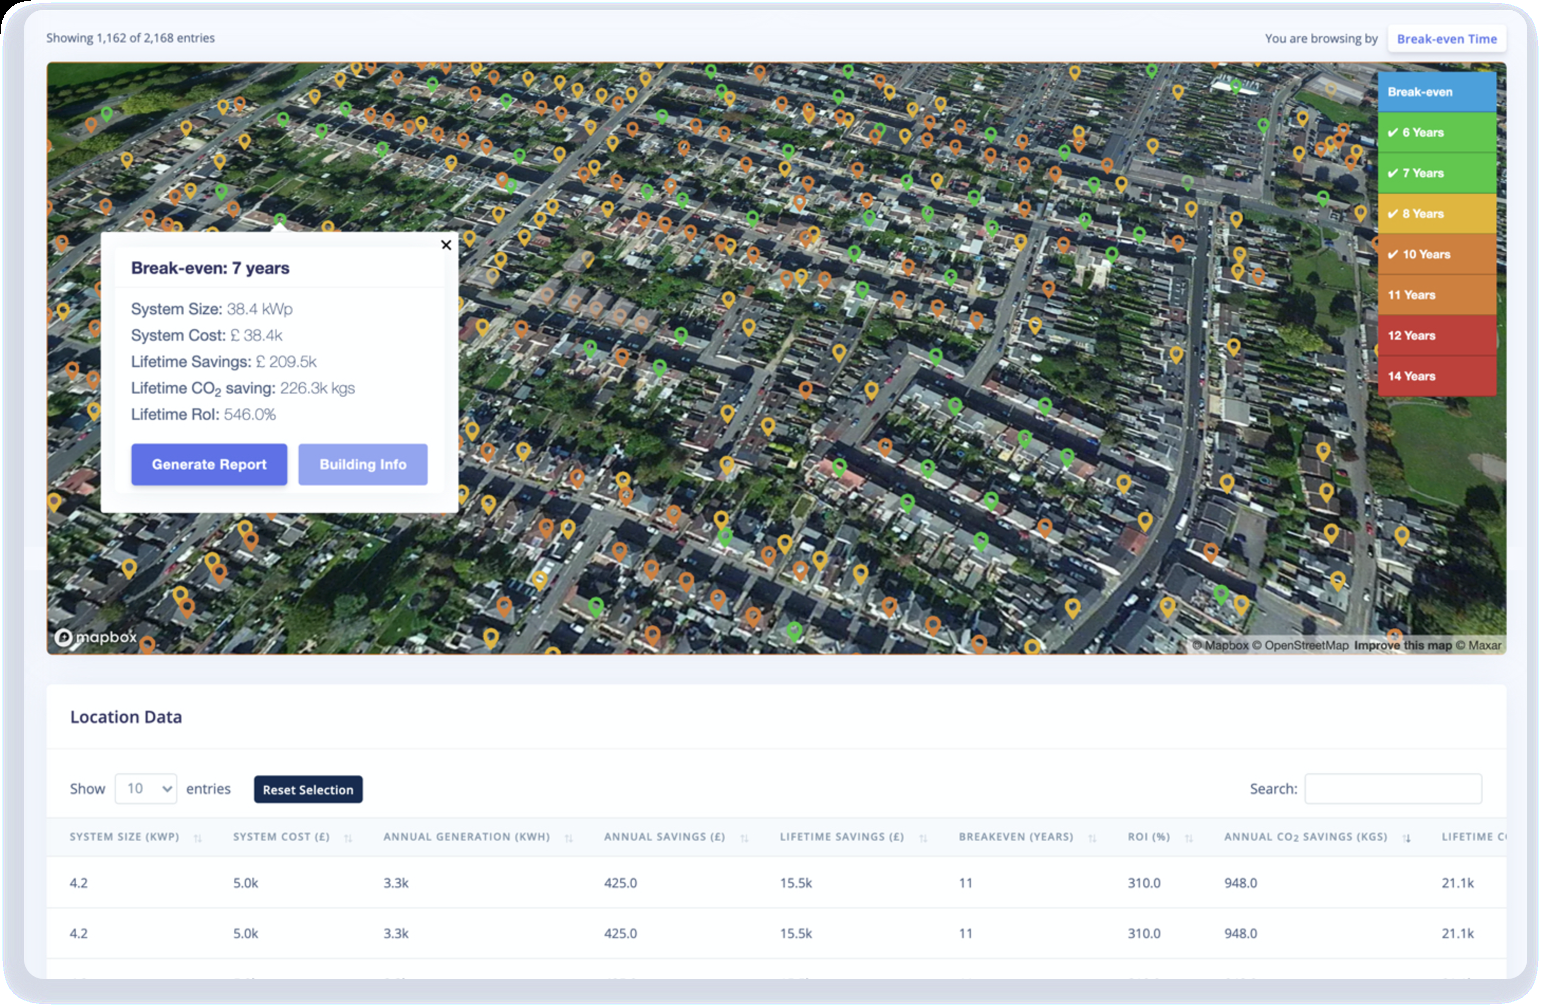 Showing 1,162 of 2,168 entries
You are browsing by Break-even Time
Break-even
✔ 6 Years
✔ 7 Years
✔ 8 Years
✔ 10 Years
11 Years
12 Years
14 Years
Break-even: 7 years
System Size: 38.4 kWp
System Cost: £ 38.4k
Lifetime Savings: £ 209.5k
Lifetime CO₂ saving: 226.3k kgs
Lifetime RoI: 546.0%
Generate Report Building Info
mapbox
© Mapbox © OpenStreetMap Improve this map © Maxar
Location Data
Show 10 entries Reset Selection Search:
SYSTEM SIZE (KWP) SYSTEM COST (£) ANNUAL GENERATION (KWH) ANNUAL SAVINGS (£) LIFETIME SAVINGS (£) BREAKEVEN (YEARS) ROI (%) ANNUAL CO₂ SAVINGS (KGS) LIFETIME
4.2 5.0k 3.3k 425.0 15.5k 11 310.0 948.0 21.1k
4.2 5.0k 3.3k 425.0 15.5k 11 310.0 948.0 21.1k